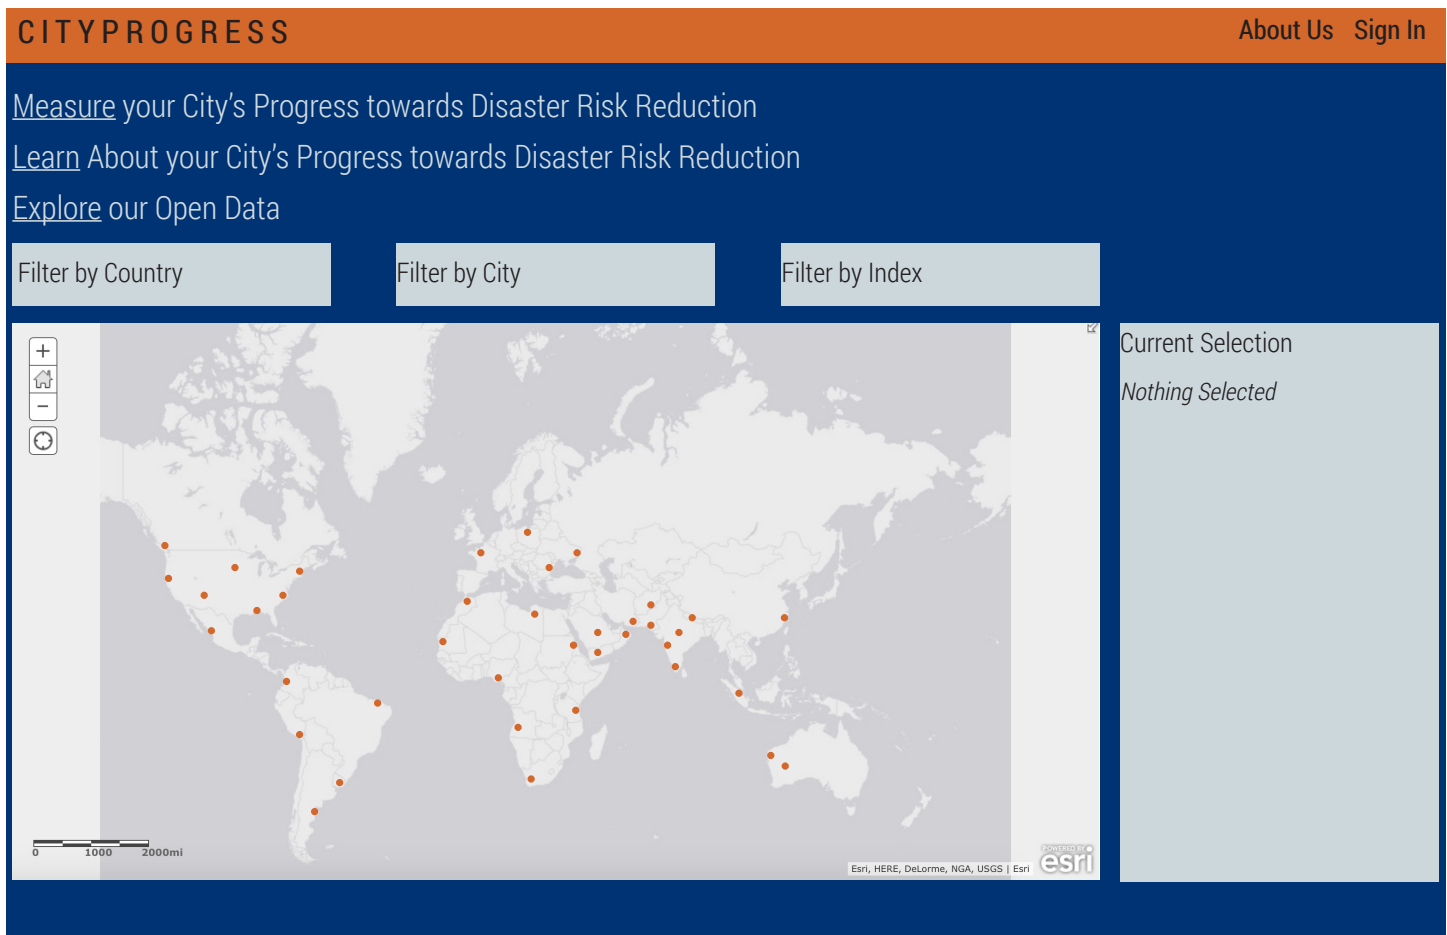 CITYPROGRESS
About Us Sign In
Measure your City's Progress towards Disaster Risk Reduction
Learn About your City's Progress towards Disaster Risk Reduction
Explore our Open Data
Filter by Country
Filter by City
Filter by Index
Current Selection
Nothing Selected
+
−
0 1000 2000mi
Esri, HERE, DeLorme, NGA, USGS | Esri
POWERED BY
esri